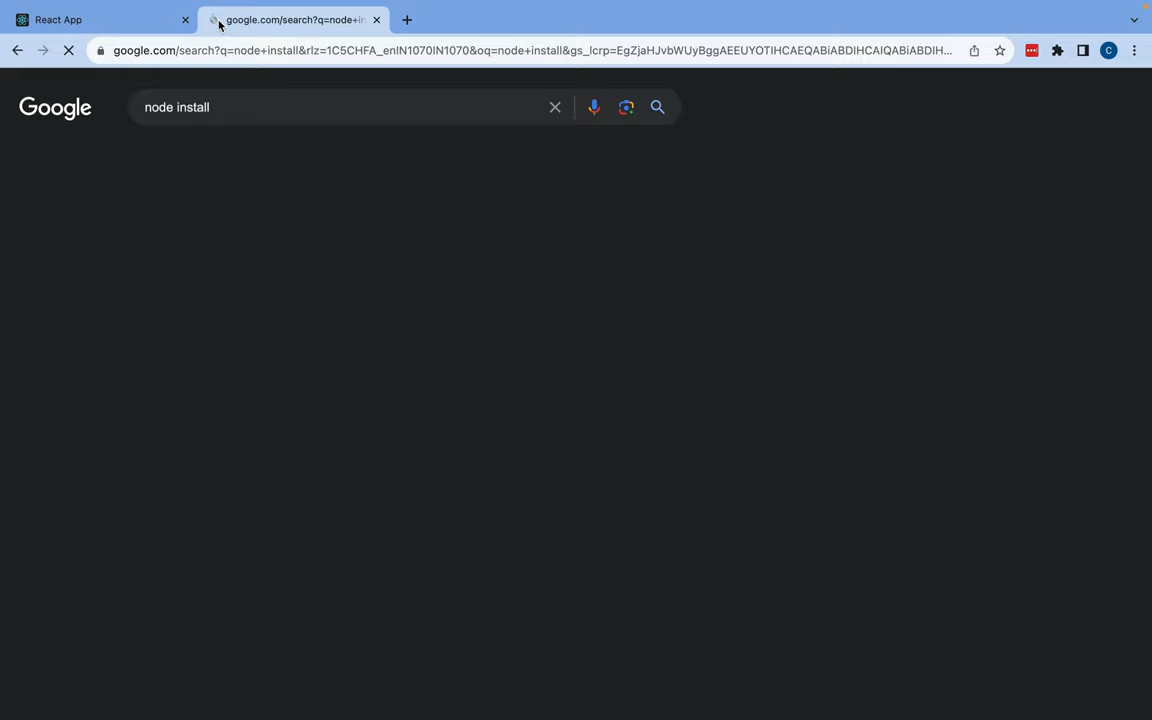 React App
google.com/search?q=node+in
google.com/search?q=node+install&rlz=1C5CHFA_enIN1070IN1070&oq=node+install&gs_lcrp=EgZjaHJvbWUyBggAEEUYOTIHCAEQABiABDIHCAIQABiABDIH...
C
Google
node install